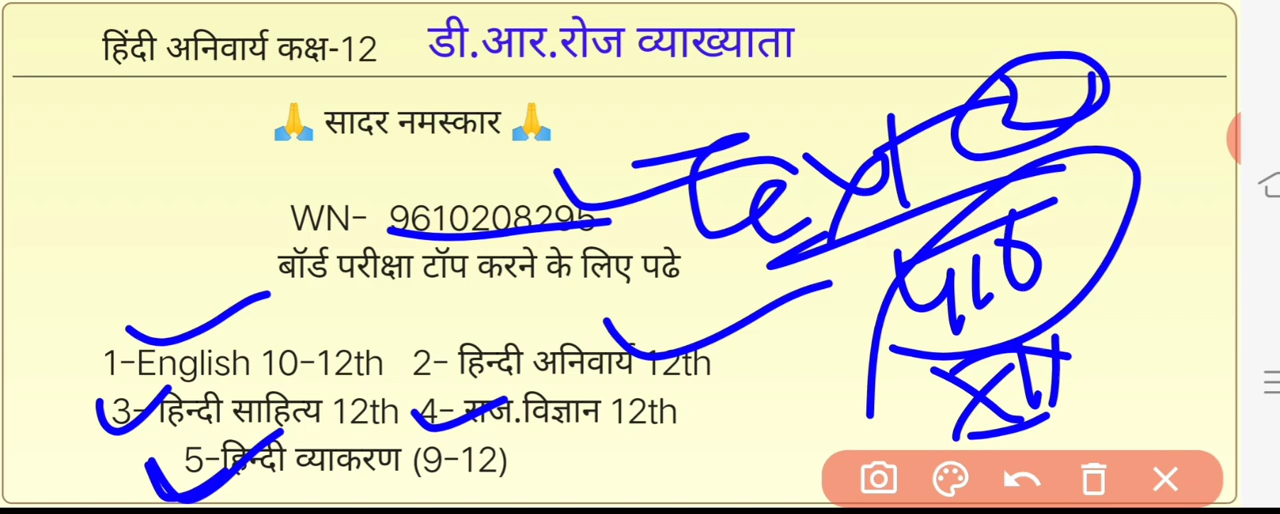 हिंदी अनिवार्य कक्ष-12 डी.आर.रोज व्याख्याता
🙏 सादर नमस्कार 🙏
WN- 9610208295
बॉर्ड परीक्षा टॉप करने के लिए पढे
1-English 10-12th 2- हिन्दी अनिवार्य 12th
3- हिन्दी साहित्य 12th 4- राज.विज्ञान 12th
5-हिन्दी व्याकरण (9-12)
Text 2
XII